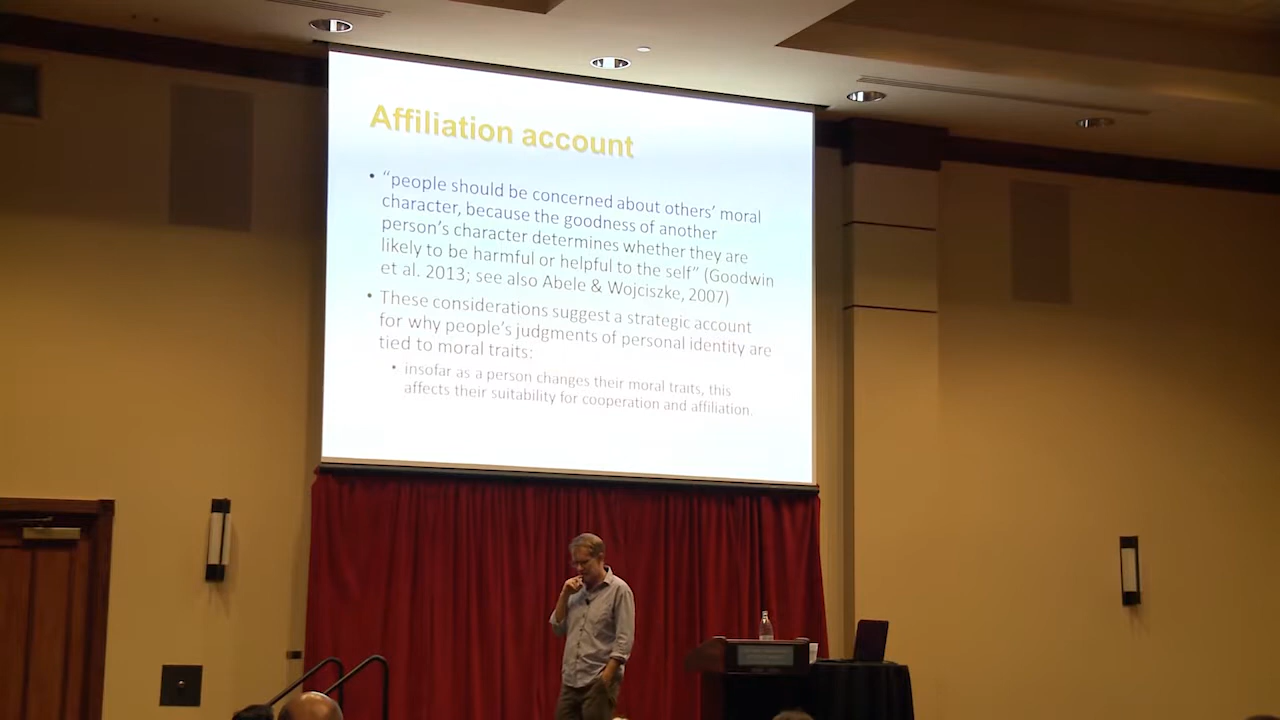 Affiliation account
• “people should be concerned about others’ moral
character, because the goodness of another
person’s character determines whether they are
likely to be harmful or helpful to the self” (Goodwin
et al. 2013; see also Abele & Wojciszke, 2007)
• These considerations suggest a strategic account
for why people’s judgments of personal identity are
tied to moral traits:
• insofar as a person changes their moral traits, this
affects their suitability for cooperation and affiliation.